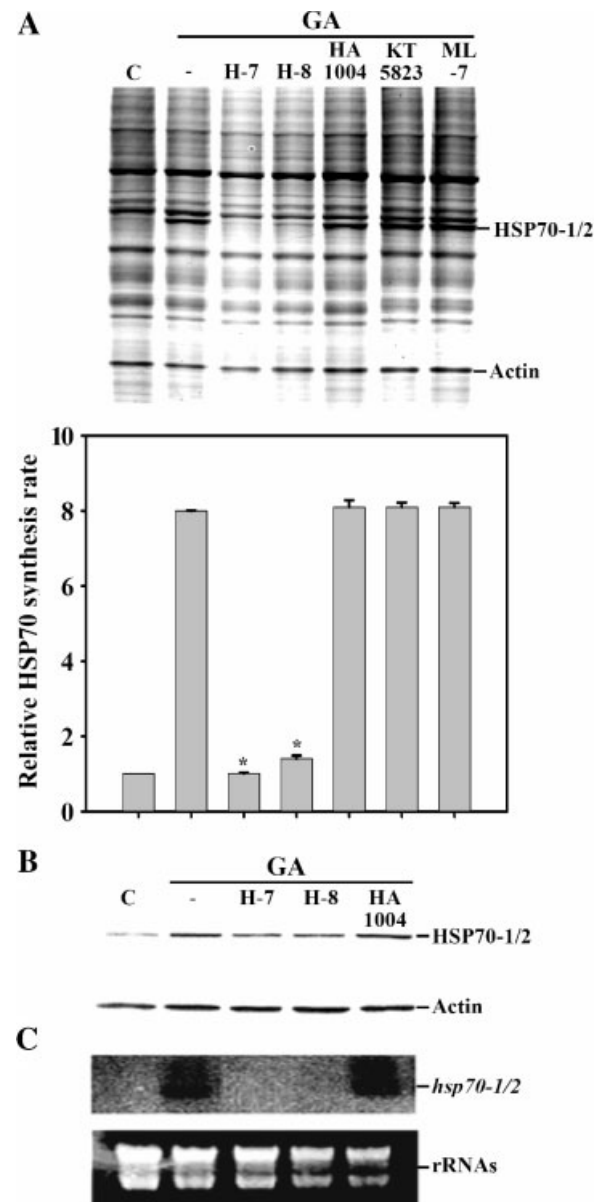 A
GA
C - H-7 H-8 HA 1004 KT 5823 ML -7
HSP70-1/2
Actin
Relative HSP70 synthesis rate
10
8
6
4
2
0
* *
B
GA
C - H-7 H-8 HA 1004
HSP70-1/2
Actin
C
hsp70-1/2
rRNAs